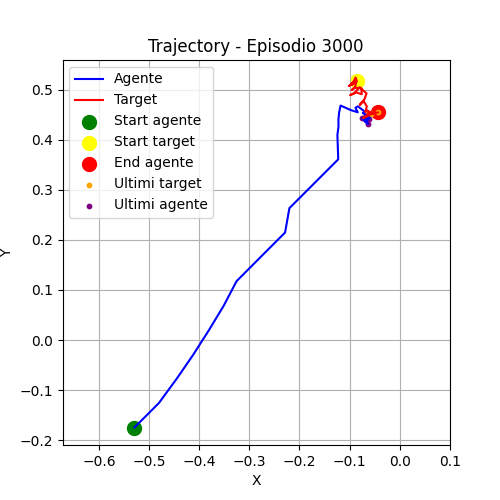 Trajectory - Episodio 3000
Agente
Target
Start agente
Start target
End agente
Ultimi target
Ultimi agente
0.5
0.4
0.3
0.2
0.1
0.0
−0.1
−0.2
Y
−0.6 −0.5 −0.4 −0.3 −0.2 −0.1 0.0 0.1
X